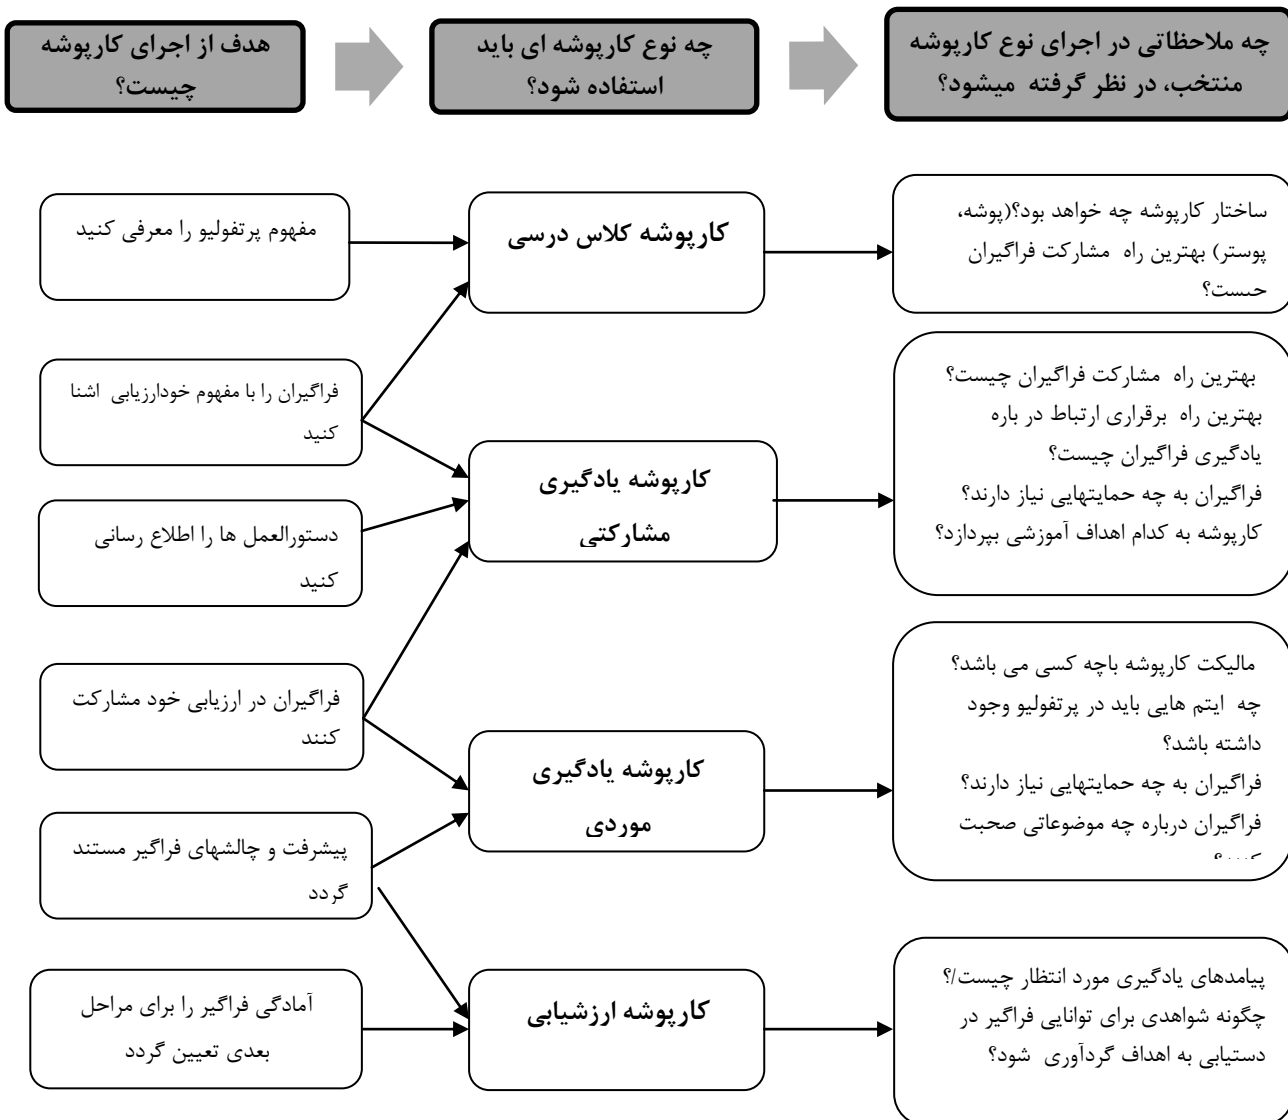 هدف از اجرای کارپوشه
چیست؟
چه نوع کارپوشه ای باید
استفاده شود؟
چه ملاحظاتی در اجرای نوع کارپوشه
منتخب، در نظر گرفته میشود؟
مفهوم پرتفولیو را معرفی کنید
فراگیران را با مفهوم خودارزیابی اشنا
کنید
دستورالعمل ها را اطلاع رسانی
کنید
فراگیران در ارزیابی خود مشارکت
کنند
پیشرفت و چالشهای فراگیر مستند
گردد
آمادگی فراگیر را برای مراحل
بعدی تعیین گردد
کارپوشه کلاس درسی
کارپوشه یادگیری
مشارکتی
کارپوشه یادگیری
موردی
کارپوشه ارزشیابی
ساختار کارپوشه چه خواهد بود؟(پوشه،
پوستر) بهترین راه مشارکت فراگیران
چیست؟
بهترین راه مشارکت فراگیران چیست؟
بهترین راه برقراری ارتباط در باره
یادگیری فراگیران چیست؟
فراگیران به چه حمایتهایی نیاز دارند؟
کارپوشه به کدام اهداف آموزشی بپردازد؟
مالیکت کارپوشه باچه کسی می باشد؟
چه ایتم هایی باید در پرتفولیو وجود
داشته باشد؟
فراگیران به چه حمایتهایی نیاز دارند؟
فراگیران درباره چه موضوعاتی صحبت
پیامدهای یادگیری مورد انتظار چیست/؟
چگونه شواهدی برای توانایی فراگیر در
دستیابی به اهداف گردآوری شود؟